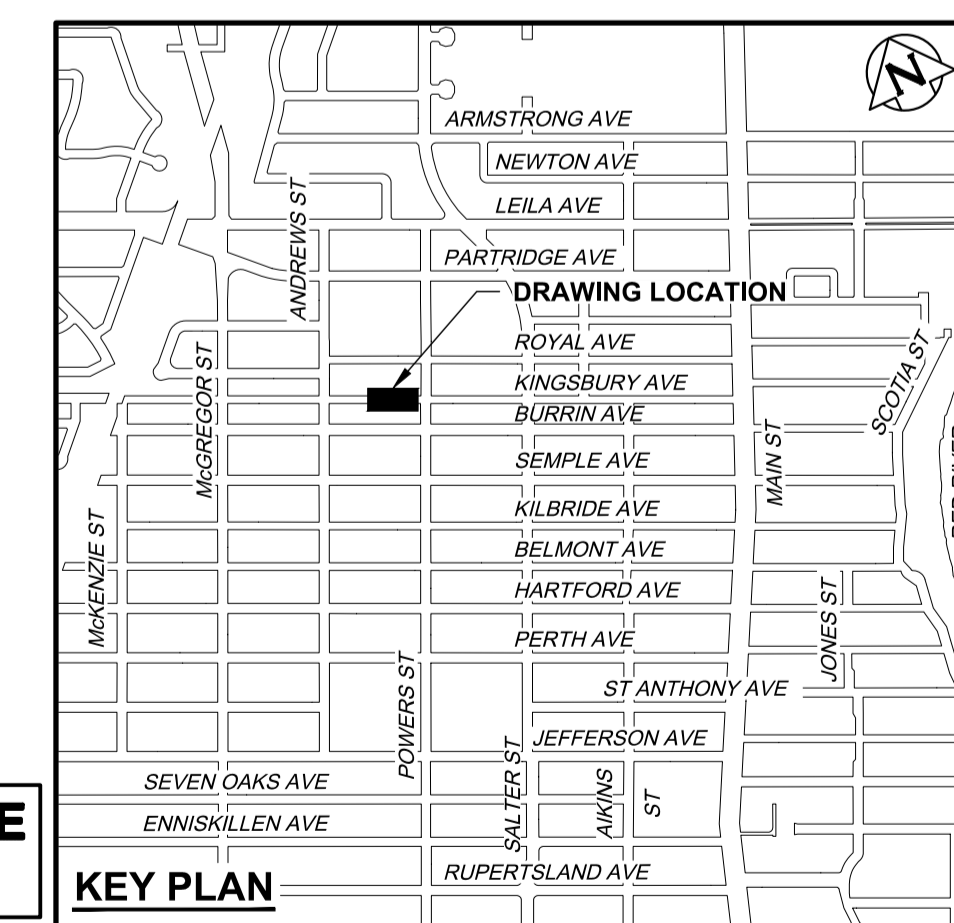 N
ARMSTRONG AVE
NEWTON AVE
LEILA AVE
ANDREWS ST
PARTRIDGE AVE
DRAWING LOCATION
ROYAL AVE
McGREGOR ST
KINGSBURY AVE
SCOTIA ST
BURRIN AVE
MAIN ST
SEMPLE AVE
KILBRIDE AVE
McKENZIE ST
BELMONT AVE
HARTFORD AVE
JONES ST
PERTH AVE
POWERS ST
ST ANTHONY AVE
JEFFERSON AVE
SALTER ST
AIKINS
ST
SEVEN OAKS AVE
E
ENNISKILLEN AVE
RUPERTSLAND AVE
KEY PLAN